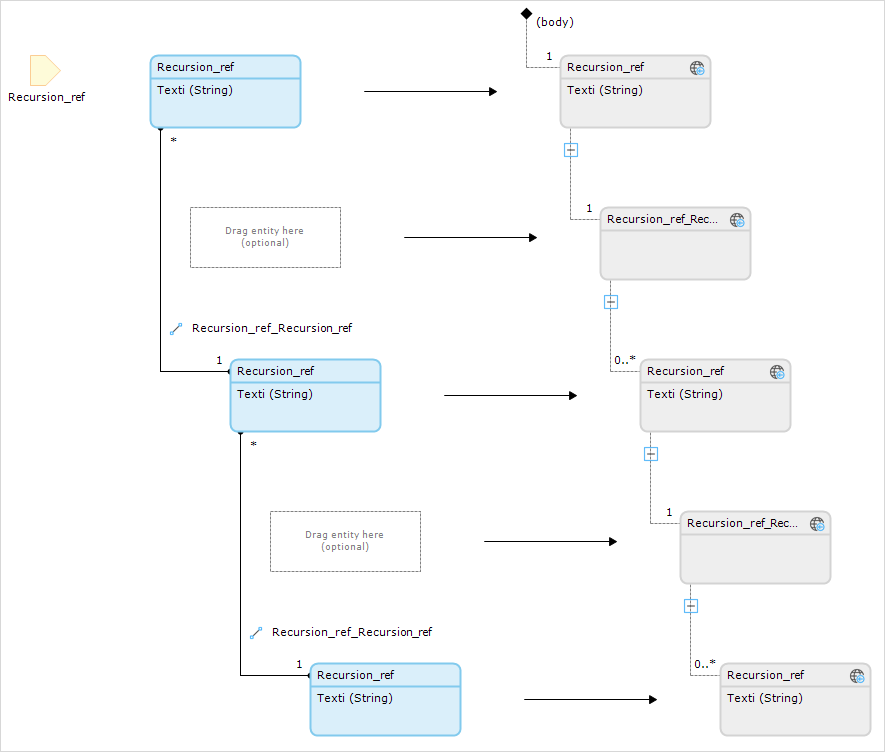 (body)
1
Recursion_ref
Recursion_ref
Texti (String)
Recursion_ref
Texti (String)
*
1
Recursion_ref_Rec...
Drag entity here
(optional)
Recursion_ref_Recursion_ref
1
Recursion_ref
Texti (String)
0..*
Recursion_ref
Texti (String)
*
1
Recursion_ref_Rec...
Drag entity here
(optional)
Recursion_ref_Recursion_ref
1
Recursion_ref
Texti (String)
0..*
Recursion_ref
Texti (String)